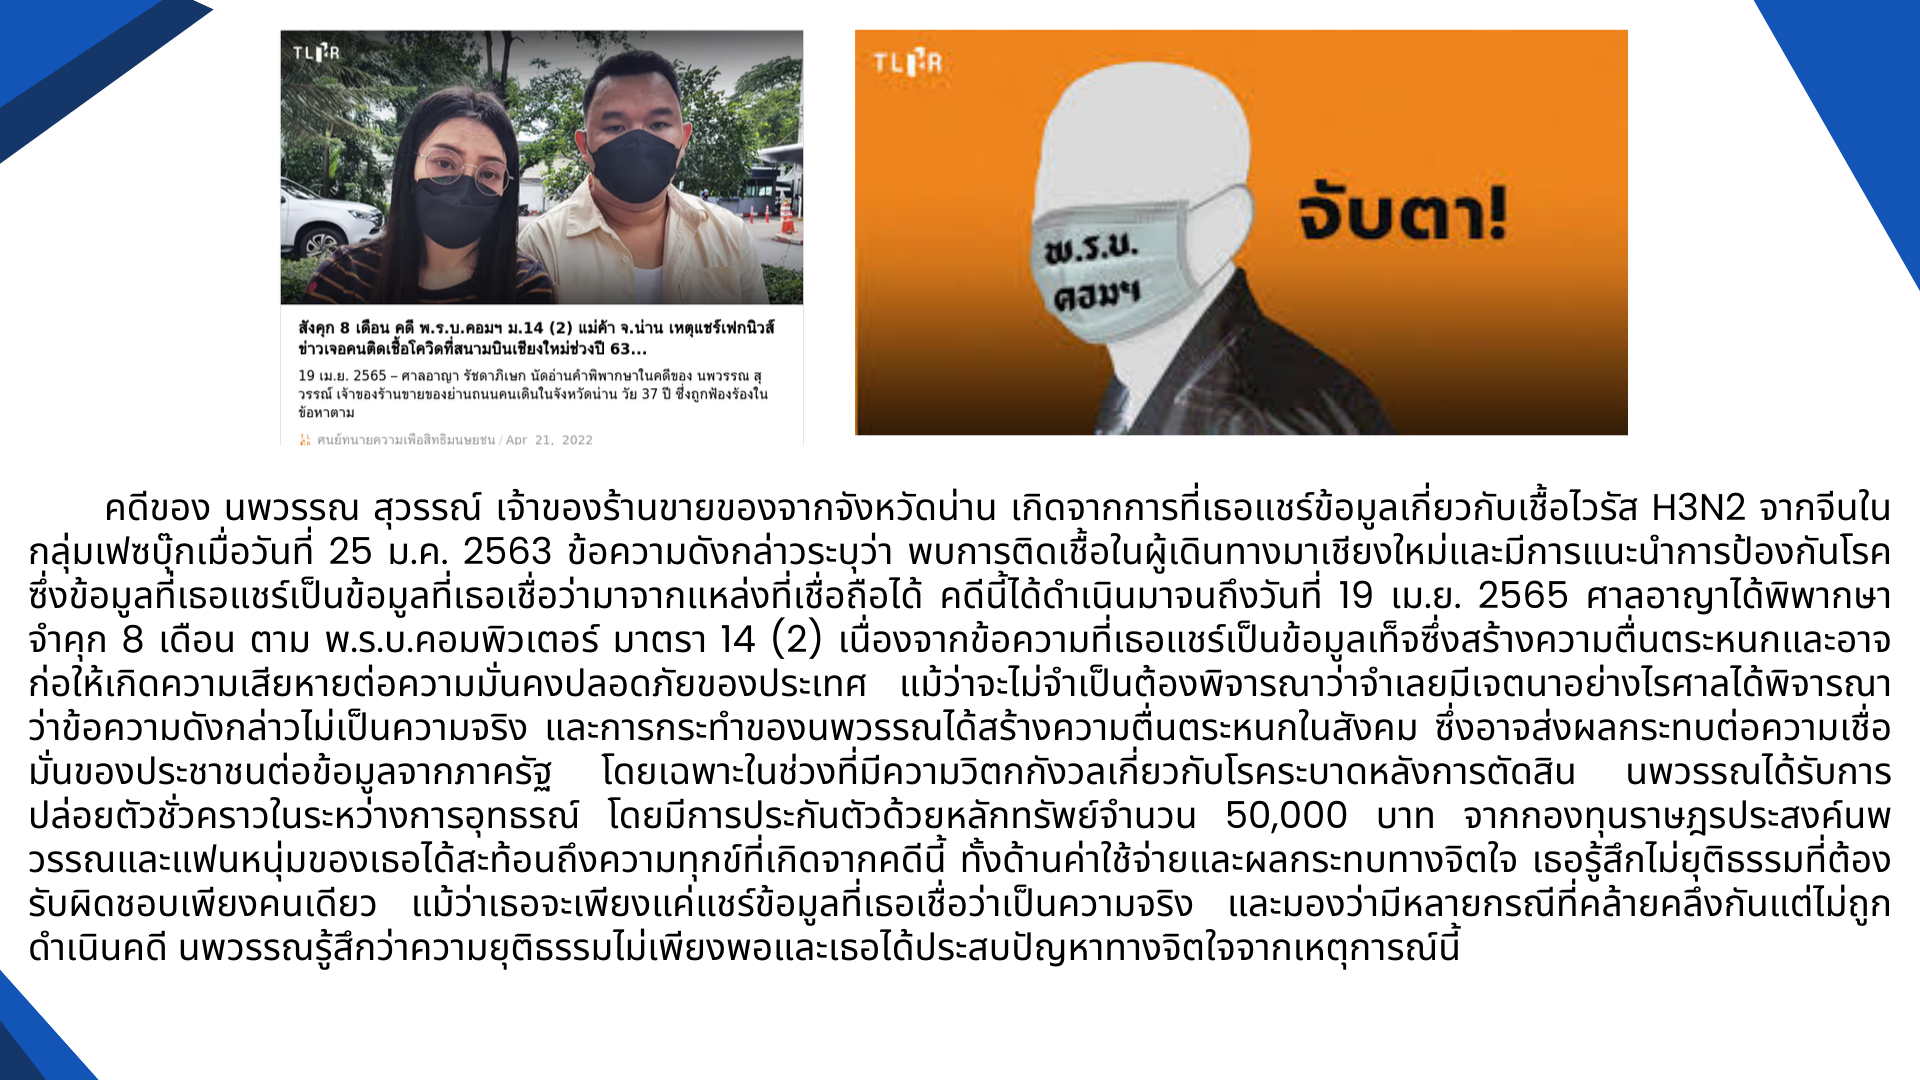 TLHR
สั่งคุก 8 เดือน คดี พ.ร.บ.คอมฯ ม.14 (2) แม่ค้า จ.น่าน เหตุแชร์เฟกนิวส์
ข่าวเจอคนติดเชื้อโควิดที่สนามบินเชียงใหม่ช่วงปี 63...
19 เม.ย. 2565 – ศาลอาญา รัชดาภิเษก นัดอ่านคำพิพากษาในคดีของ นพวรรณ สุ
วรรณ์ เจ้าของร้านขายของย่านถนนคนเดินในจังหวัดน่าน วัย 37 ปี ซึ่งถูกฟ้องร้องใน
ข้อหาตาม
ศูนย์ทนายความเพื่อสิทธิมนุษยชน / Apr 21, 2022
TLHR
พ.ร.บ.
คอมฯ
จับตา!
คดีของ นพวรรณ สุวรรณ์ เจ้าของร้านขายของจากจังหวัดน่าน เกิดจากการที่เธอแชร์ข้อมูลเกี่ยวกับเชื้อไวรัส H3N2 จากจีนใน
กลุ่มเฟซบุ๊กเมื่อวันที่ 25 ม.ค. 2563 ข้อความดังกล่าวระบุว่า พบการติดเชื้อในผู้เดินทางมาเชียงใหม่และมีการแนะนำการป้องกันโรค
ซึ่งข้อมูลที่เธอแชร์เป็นข้อมูลที่เธอเชื่อว่ามาจากแหล่งที่เชื่อถือได้ คดีนี้ได้ดำเนินมาจนถึงวันที่ 19 เม.ย. 2565 ศาลอาญาได้พิพากษา
จำคุก 8 เดือน ตาม พ.ร.บ.คอมพิวเตอร์ มาตรา 14 (2) เนื่องจากข้อความที่เธอแชร์เป็นข้อมูลเท็จซึ่งสร้างความตื่นตระหนกและอาจ
ก่อให้เกิดความเสียหายต่อความมั่นคงปลอดภัยของประเทศ แม้ว่าจะไม่จำเป็นต้องพิจารณาว่าจำเลยมีเจตนาอย่างไรศาลได้พิจารณา
ว่าข้อความดังกล่าวไม่เป็นความจริง และการกระทำของนพวรรณได้สร้างความตื่นตระหนกในสังคม ซึ่งอาจส่งผลกระทบต่อความเชื่อ
มั่นของประชาชนต่อข้อมูลจากภาครัฐ โดยเฉพาะในช่วงที่มีความวิตกกังวลเกี่ยวกับโรคระบาดหลังการตัดสิน นพวรรณได้รับการ
ปล่อยตัวชั่วคราวในระหว่างการอุทธรณ์ โดยมีการประกันตัวด้วยหลักทรัพย์จำนวน 50,000 บาท จากกองทุนราษฎรประสงค์นพ
วรรณและแฟนหนุ่มของเธอได้สะท้อนถึงความทุกข์ที่เกิดจากคดีนี้ ทั้งด้านค่าใช้จ่ายและผลกระทบทางจิตใจ เธอรู้สึกไม่ยุติธรรมที่ต้อง
รับผิดชอบเพียงคนเดียว แม้ว่าเธอจะเพียงแค่แชร์ข้อมูลที่เธอเชื่อว่าเป็นความจริง และมองว่ามีหลายกรณีที่คล้ายคลึงกันแต่ไม่ถูก
ดำเนินคดี นพวรรณรู้สึกว่าความยุติธรรมไม่เพียงพอและเธอได้ประสบปัญหาทางจิตใจจากเหตุการณ์นี้